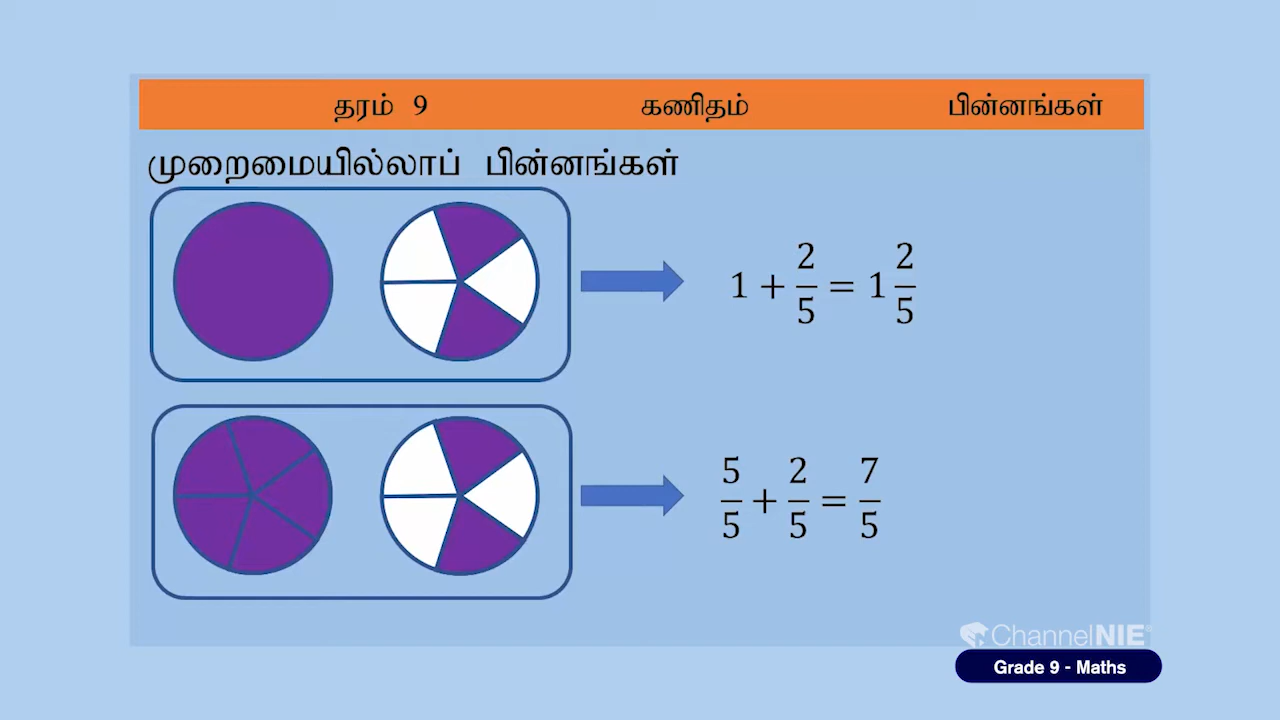 தரம் 9 கணிதம் பின்னங்கள்
முறைமையில்லாப் பின்னங்கள்
1 + 2/5 = 1 2/5
5/5 + 2/5 = 7/5
ChannelNIE®
Grade 9 - Maths